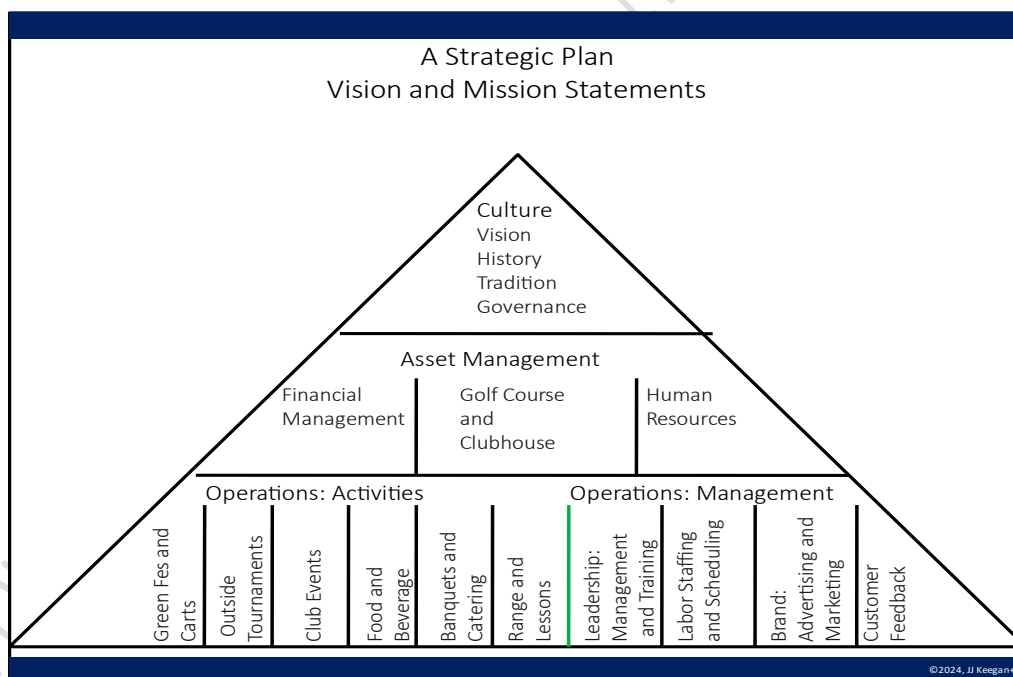 A Strategic Plan
Vision and Mission Statements
Culture
Vision
History
Tradition
Governance
Asset Management
Financial
Management
Golf Course
and
Clubhouse
Human
Resources
Operations: Activities
Operations: Management
Green Fes and
Carts
Outside
Tournaments
Club Events
Food and
Beverage
Banquets and
Catering
Range and
Lessons
Leadership:
Management
and Training
Labor Staffing
and Scheduling
Brand:
Advertising and
Marketing
Customer
Feedback
©2024, JJ Keegan+